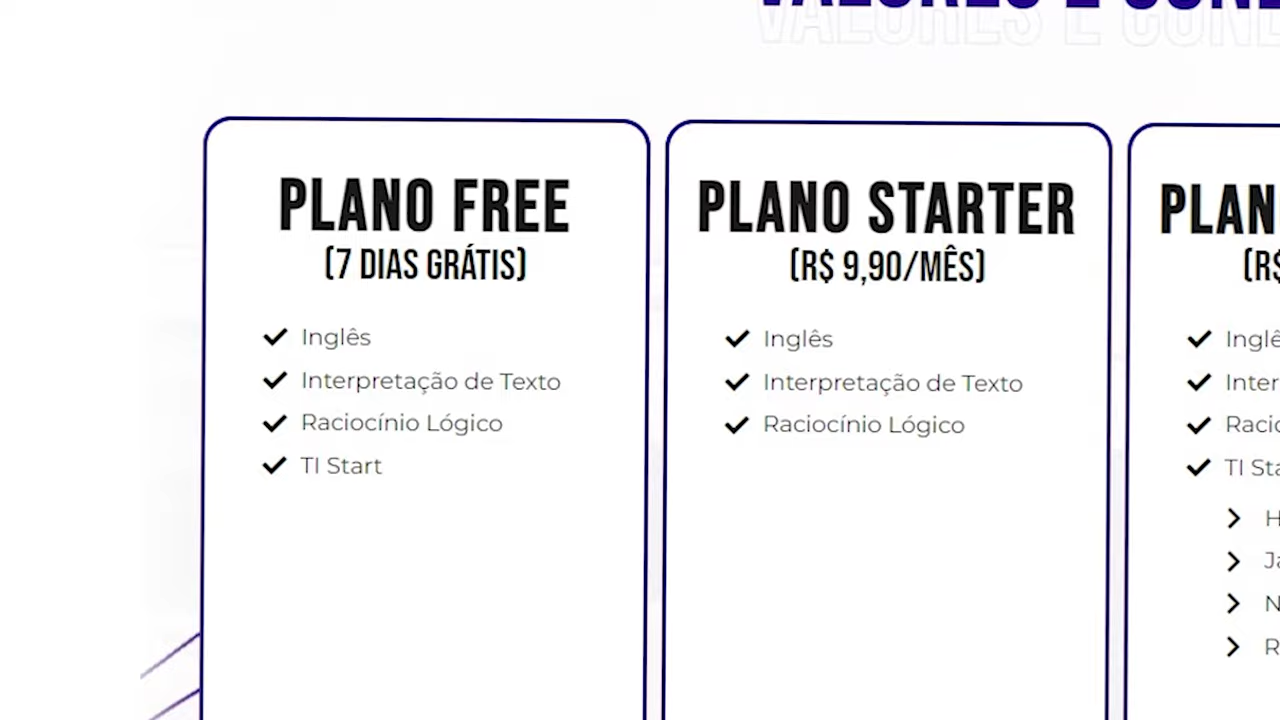 VALORES E
PLANO FREE
(7 DIAS GRÁTIS)
Inglês
Interpretação de Texto
Raciocínio Lógico
TI Start
PLANO STARTER
(R$ 9,90/MÊS)
Inglês
Interpretação de Texto
Raciocínio Lógico